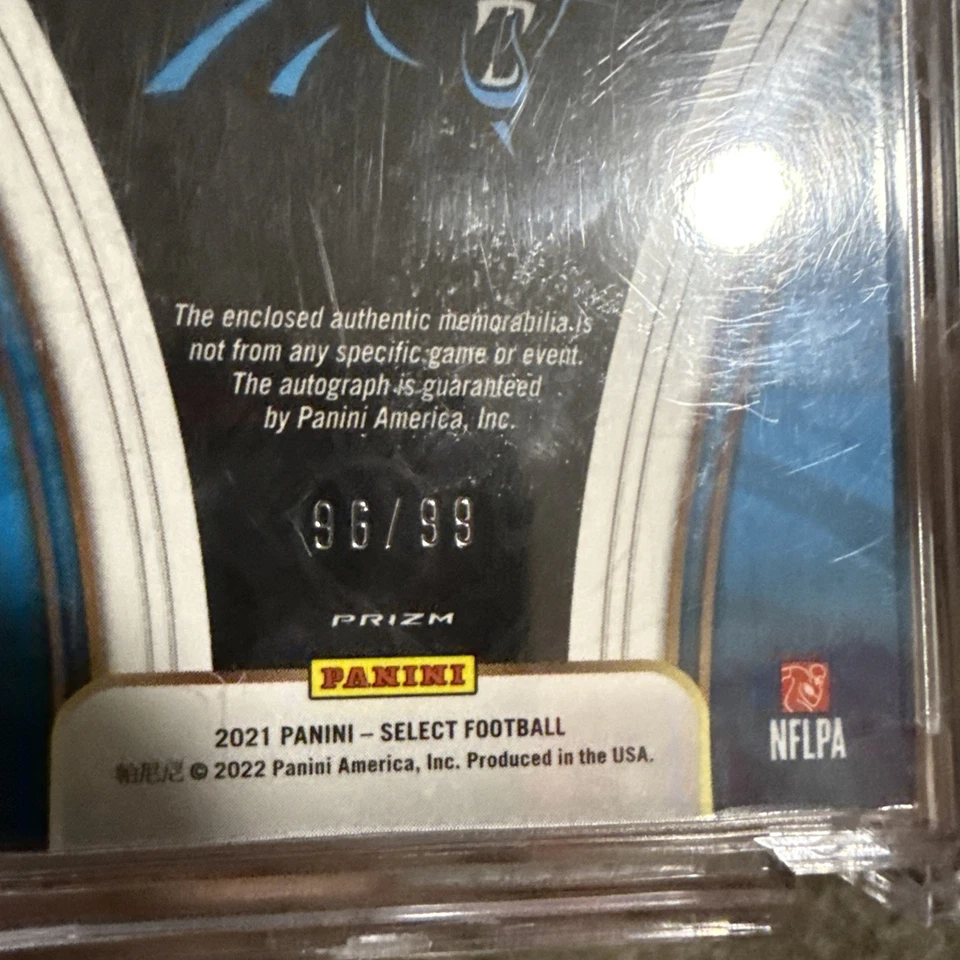 The enclosed authentic memorabilia is
not from any specific game or event.
The autograph is guaranteed
by Panini America, Inc.
96/99
PRIZM
PANINI
2021 PANINI – SELECT FOOTBALL
帕尼尼 © 2022 Panini America, Inc. Produced in the USA.
NFLPA